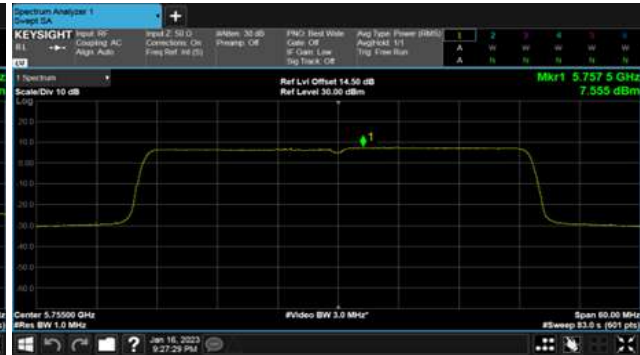 Spectrum Analyzer 1
Swept SA
+
KEYSIGHT Input: RF Input Z: 50 Ω #Atten: 30 dB PNO: Best Wide Avg Type: Power (RMS) 1 2 3 4 5 6
RL Coupling: AC Corrections: On Preamp: Off Gate: Off Avg|Hold: 1/1 A W W W W W
Align: Auto Freq Ref: Int (S) IF Gain: Low Trig: Free Run
Sig Track: Off A N N N N N
1 Spectrum Ref Lvl Offset 14.50 dB Mkr1 5.757 5 GHz
Scale/Div 10 dB Ref Level 30.00 dBm 7.555 dBm
Log
20.0
10.0
1
0.00
-10.0
-20.0
-30.0
-40.0
-50.0
-60.0
Center 5.75500 GHz #Video BW 3.0 MHz* Span 60.00 MHz
#Res BW 1.0 MHz #Sweep 83.0 s (601 pts)
? Jan 16, 2023
9:27:29 PM